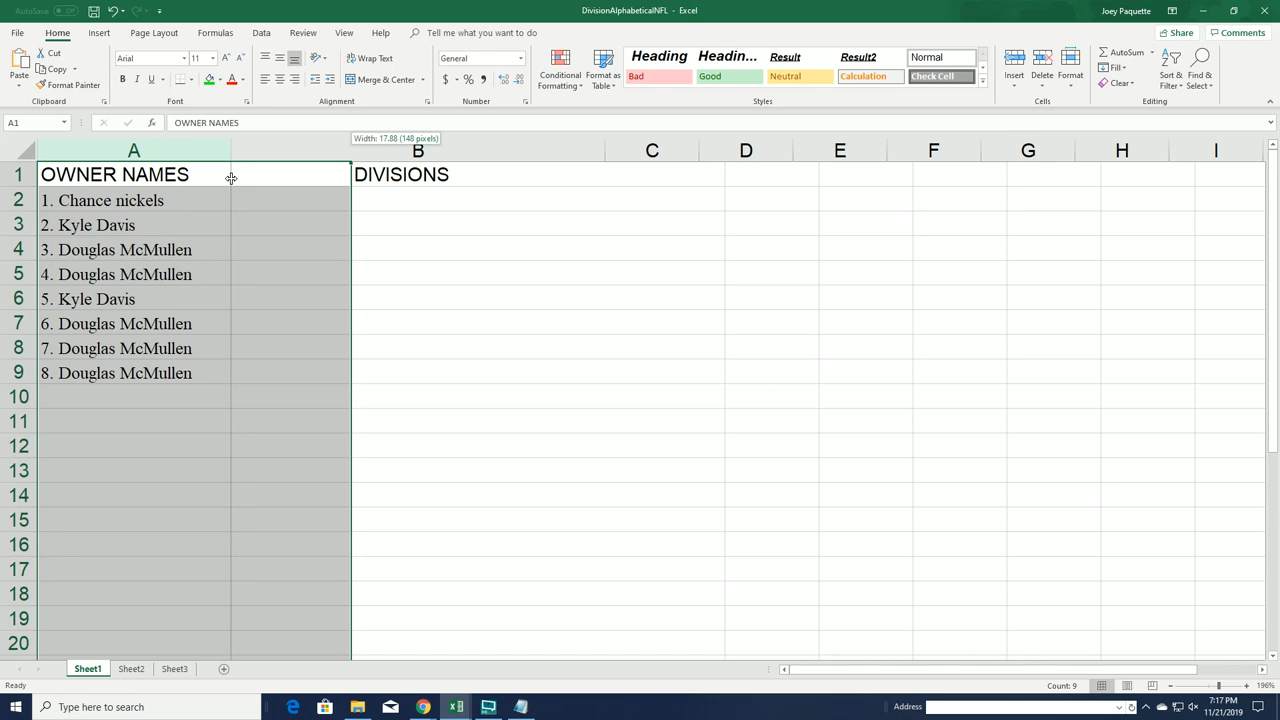 AutoSave Off
DivisionAlphabeticalNFL - Excel
Joey Paquette
File Home Insert Page Layout Formulas Data Review View Help Tell me what you want to do
Share Comments
Paste
Cut
Copy
Format Painter
Clipboard
Arial 11
B I U
Font
Wrap Text
Merge & Center
Alignment
General
$ % ,
Number
Conditional Formatting
Format as Table
Heading Headin... Result Result2 Normal
Bad Good Neutral Calculation Check Cell
Styles
Insert Delete Format
Cells
AutoSum
Fill
Clear
Sort & Filter
Find & Select
Editing
A1 fx OWNER NAMES
Width: 17.88 (148 pixels)
A B C D E F G H I
1 OWNER NAMES DIVISIONS
2 1. Chance nickels
3 2. Kyle Davis
4 3. Douglas McMullen
5 4. Douglas McMullen
6 5. Kyle Davis
7 6. Douglas McMullen
8 7. Douglas McMullen
9 8. Douglas McMullen
10
11
12
13
14
15
16
17
18
19
20
Sheet1 Sheet2 Sheet3
Ready
Count: 9
196%
Type here to search
Address
7:17 PM
11/21/2019